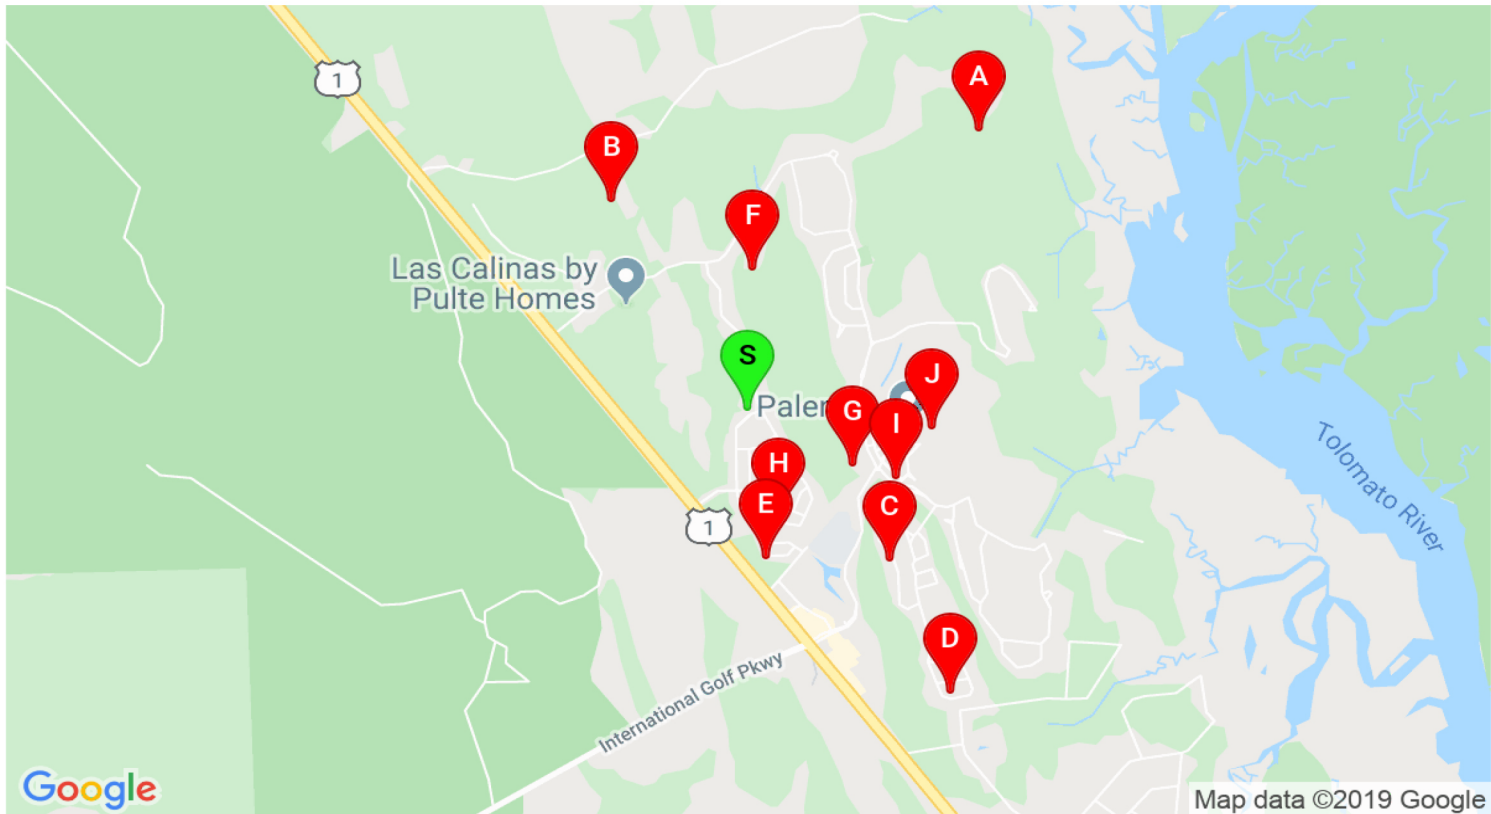 1
A
B
F
Las Calinas by
Pulte Homes
S
J
Paler
G
I
H
E
C
1
Tolomato River
D
International Golf Pkwy
Google
Map data ©2019 Google